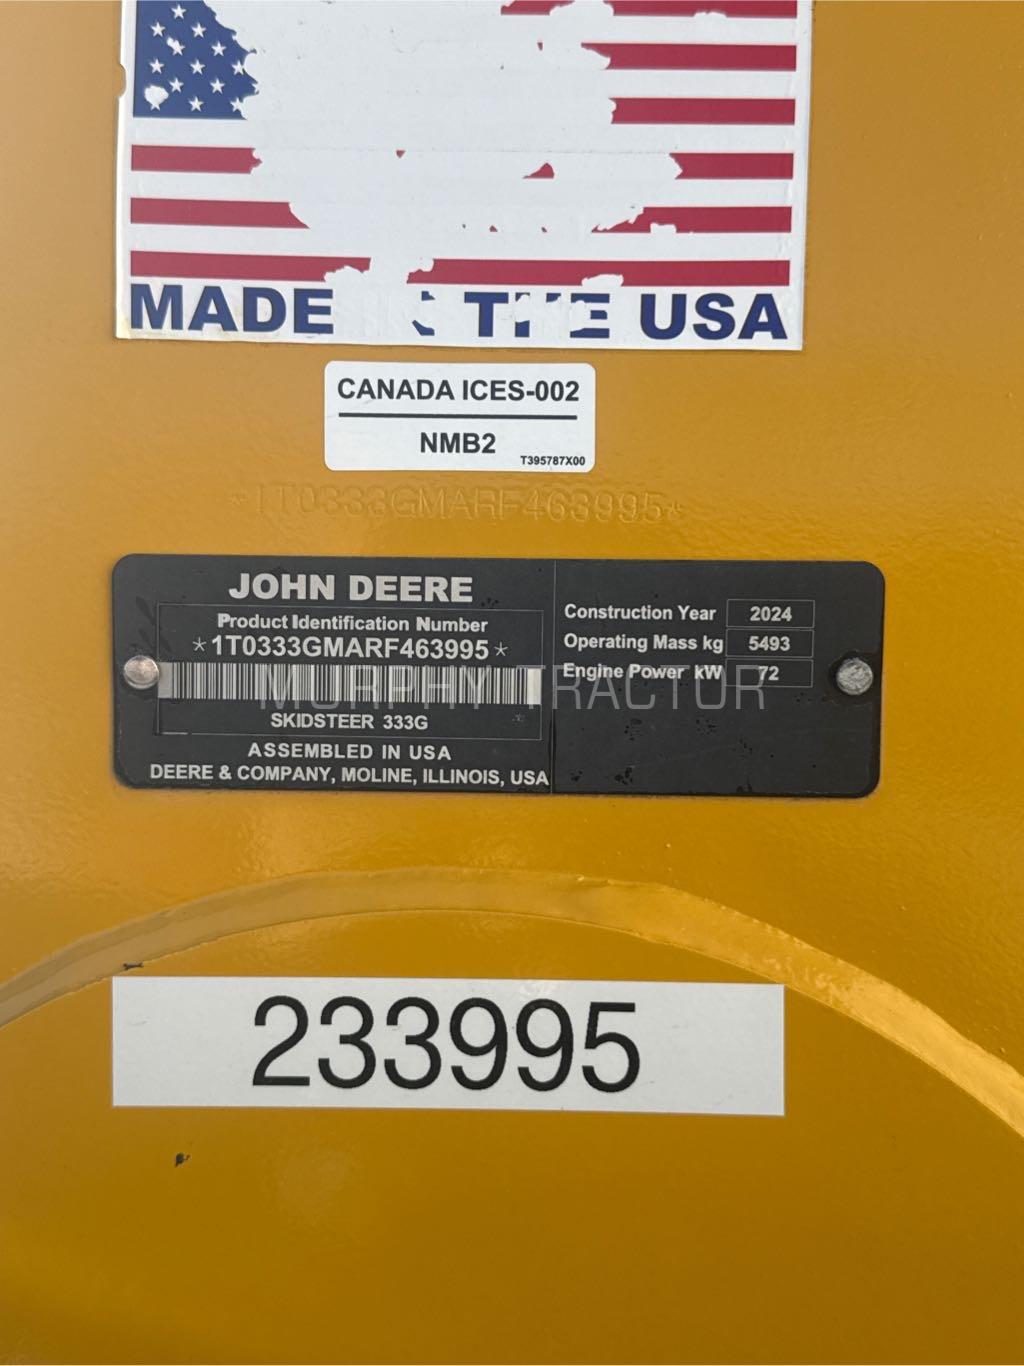 MADE THE USA
CANADA ICES-002
NMB2
T395787X00
*1T0333GMARF463995*
JOHN DEERE
Product Identification Number
*1T0333GMARF463995*
SKIDSTEER 333G
ASSEMBLED IN USA
DEERE & COMPANY, MOLINE, ILLINOIS, USA
Construction Year 2024
Operating Mass kg 5493
Engine Power kW 72
MURPHY TRACTOR
233995